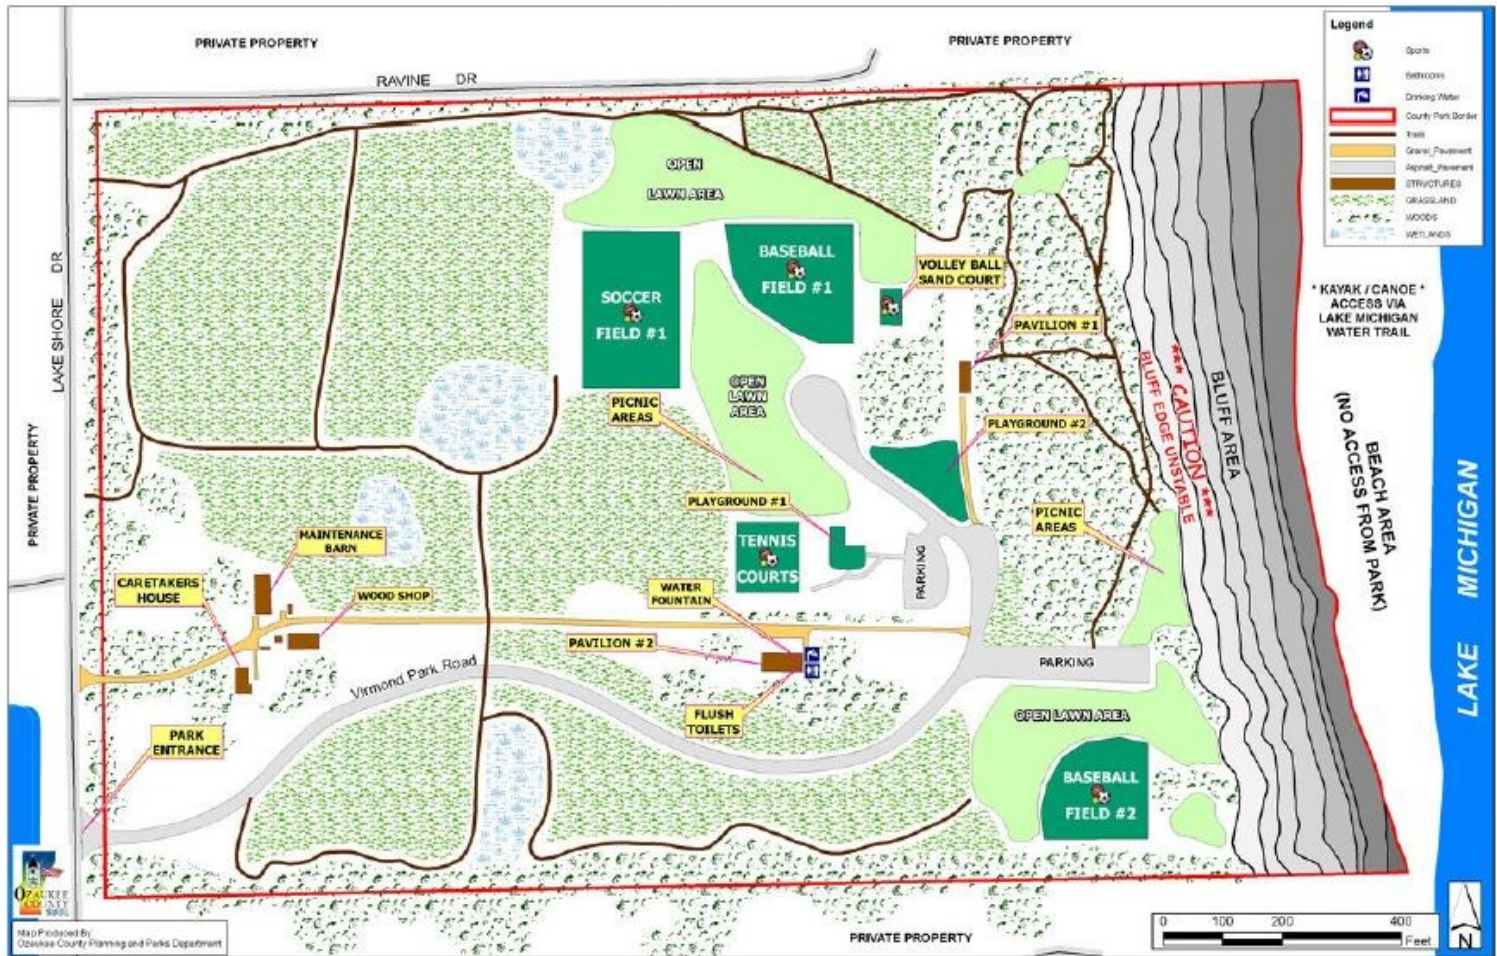 PRIVATE PROPERTY
PRIVATE PROPERTY
RAVINE DR
Legend
Sports
Bathrooms
Drinking Water
County Park Border
Trails
Gravel_Pavement
Asphalt_Pavement
STRUCTURES
GRASSLAND
WOODS
WETLANDS
OPEN
LAWN AREA
LAKE SHORE DR
PRIVATE PROPERTY
SOCCER
FIELD #1
BASEBALL
FIELD #1
VOLLEY BALL
SAND COURT
* KAYAK / CANOE *
ACCESS VIA
LAKE MICHIGAN
WATER TRAIL
PAVILION #1
OPEN
LAWN
AREA
PICNIC
AREAS
PLAYGROUND #2
*** CAUTION ***
BLUFF EDGE UNSTABLE
BLUFF AREA
BEACH AREA
(NO ACCESS FROM PARK)
LAKE MICHIGAN
PLAYGROUND #1
PICNIC
AREAS
TENNIS
COURTS
PARKING
MAINTENANCE
BARN
CARETAKERS
HOUSE
WOOD SHOP
WATER
FOUNTAIN
PAVILION #2
PARKING
Virmond Park Road
FLUSH
TOILETS
OPEN LAWN AREA
PARK
ENTRANCE
BASEBALL
FIELD #2
OZAUKEE
COUNTY
Map Produced By:
Ozaukee County Planning and Parks Department
PRIVATE PROPERTY
0 100 200 400
Feet
N